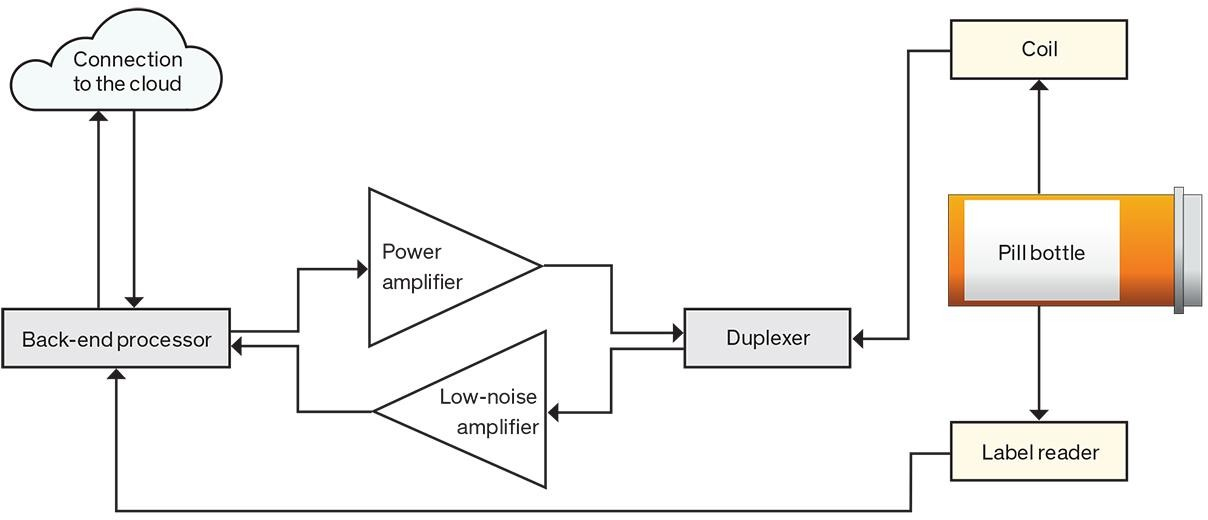 Connection
to the cloud
Coil
Power
amplifier
Pill bottle
Back-end processor
Duplexer
Low-noise
amplifier
Label reader